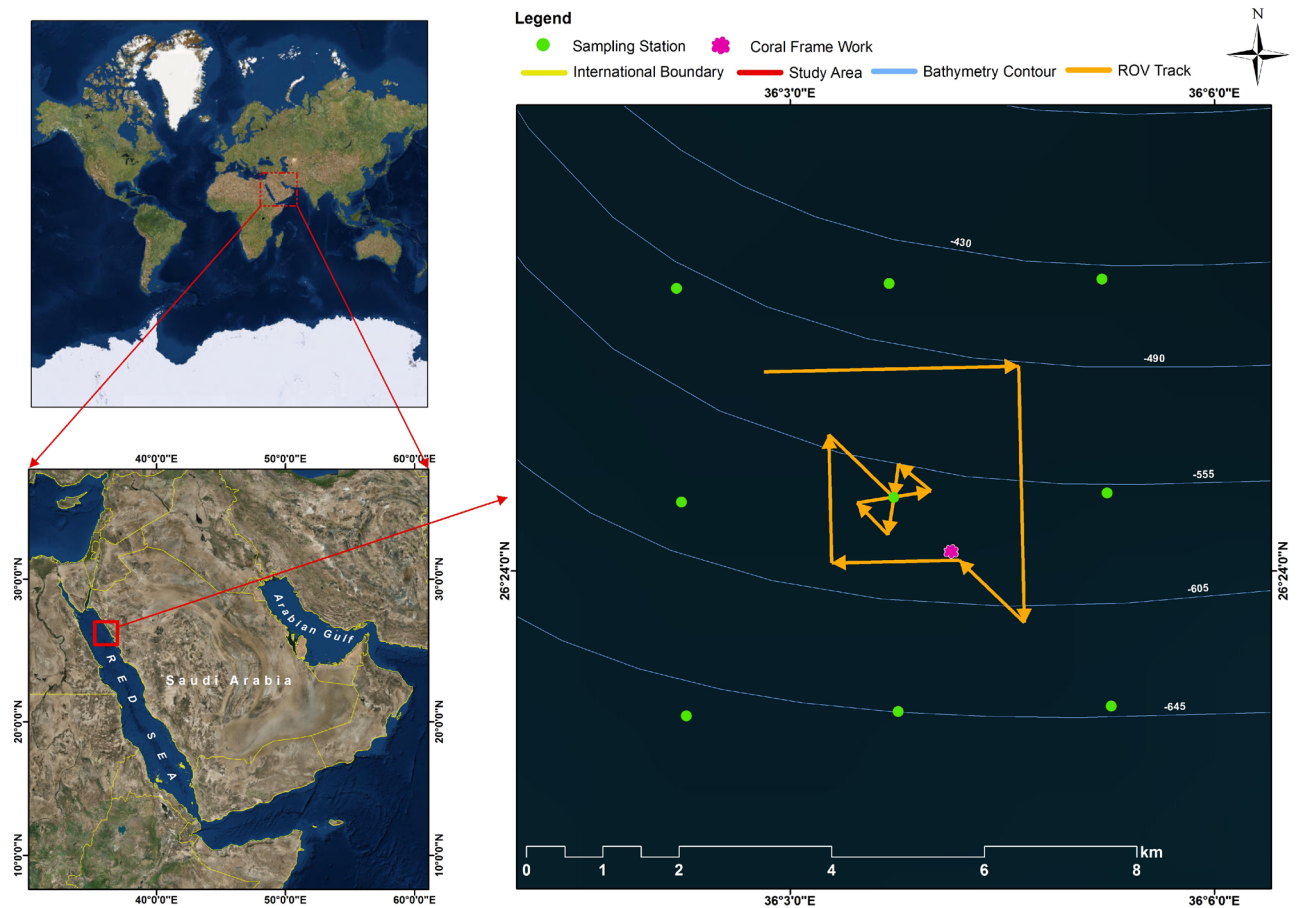 Legend
N
Sampling Station
Coral Frame Work
International Boundary
Study Area
Bathymetry Contour
ROV Track
36°3'0"E
36°6'0"E
-430
-490
-555
26°24'0"N
26°24'0"N
-605
-645
km
0
1
2
4
6
8
36°3'0"E
36°6'0"E
40°0'0"E
50°0'0"E
60°0'0"E
30°0'0"N
30°0'0"N
Arabian Gulf
RED SEA
Saudi Arabia
20°0'0"N
20°0'0"N
10°0'0"N
10°0'0"N
40°0'0"E
50°0'0"E
60°0'0"E